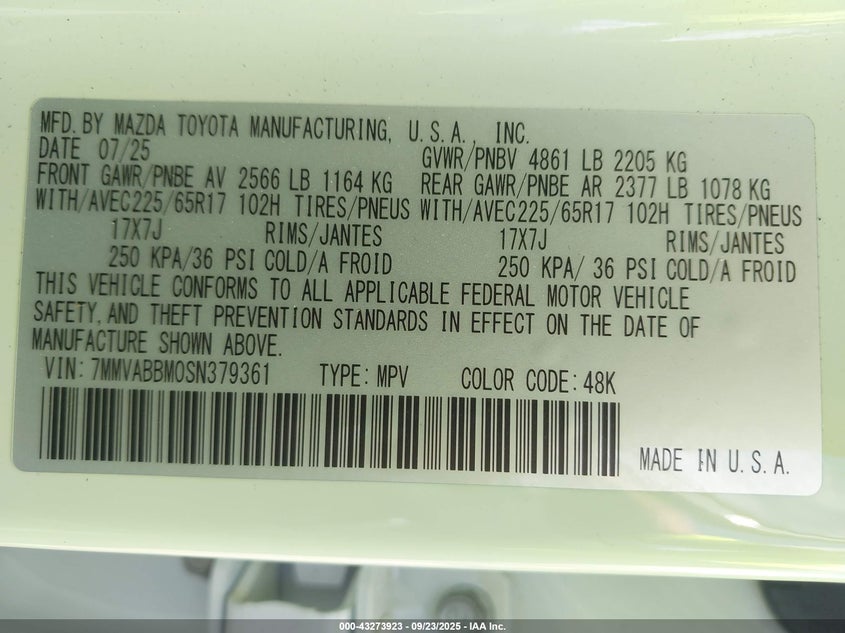 MFD. BY MAZDA TOYOTA MANUFACTURING, U.S.A., INC.
DATE 07/25 GVWR/PNBV 4861 LB 2205 KG
FRONT GAWR/PNBE AV 2566 LB 1164 KG REAR GAWR/PNBE AR 2377 LB 1078 KG
WITH/AVEC225/65R17 102H TIRES/PNEUS WITH/AVEC225/65R17 102H TIRES/PNEUS
17X7J RIMS/JANTES 17X7J RIMS/JANTES
250 KPA/36 PSI COLD/A FROID 250 KPA/ 36 PSI COLD/A FROID
THIS VEHICLE CONFORMS TO ALL APPLICABLE FEDERAL MOTOR VEHICLE
SAFETY, AND THEFT PREVENTION STANDARDS IN EFFECT ON THE DATE OF
MANUFACTURE SHOWN ABOVE.
VIN: 7MMVABBM0SN379361 TYPE: MPV COLOR CODE: 48K
MADE IN U.S.A.
000-43273923 - 09/23/2025 - IAA Inc.